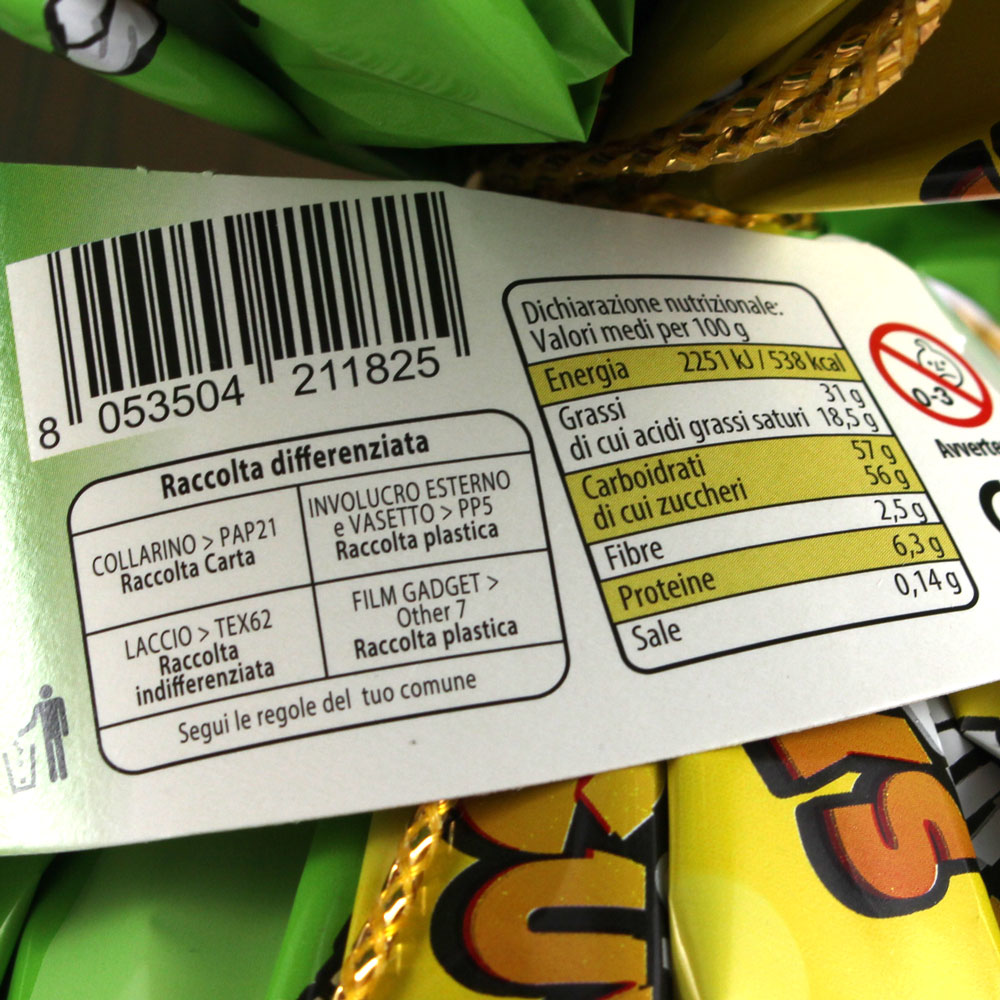 8 053504 211825
Raccolta differenziata
COLLARINO > PAP21
Raccolta Carta
INVOLUCRO ESTERNO
e VASETTO > PP5
Raccolta plastica
LACCIO > TEX62
Raccolta
indifferenziata
FILM GADGET >
Other 7
Raccolta plastica
Segui le regole del tuo comune
Dichiarazione nutrizionale:
Valori medi per 100 g
Energia 2251 kJ / 538 kcal
Grassi 31 g
di cui acidi grassi saturi 18,5 g
Carboidrati 57 g
di cui zuccheri 56 g
Fibre 2,5 g
Proteine 6,3 g
Sale 0,14 g
0-3